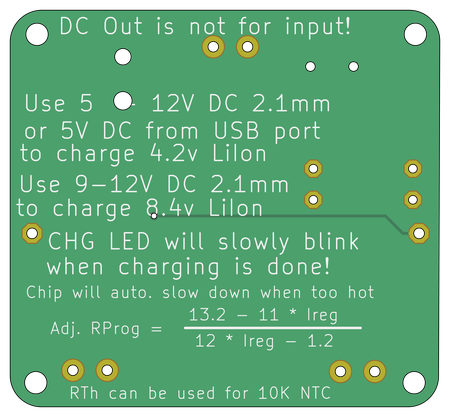 DC Out is not for input!
Use 5 - 12V DC 2.1mm
or 5V DC from USB port
to charge 4.2v LiIon
Use 9-12V DC 2.1mm
to charge 8.4v LiIon
CHG LED will slowly blink
when charging is done!
Chip will auto. slow down when too hot
13.2 - 11 * Ireg
Adj. RProg =
12 * Ireg - 1.2
RTh can be used for 10K NTC